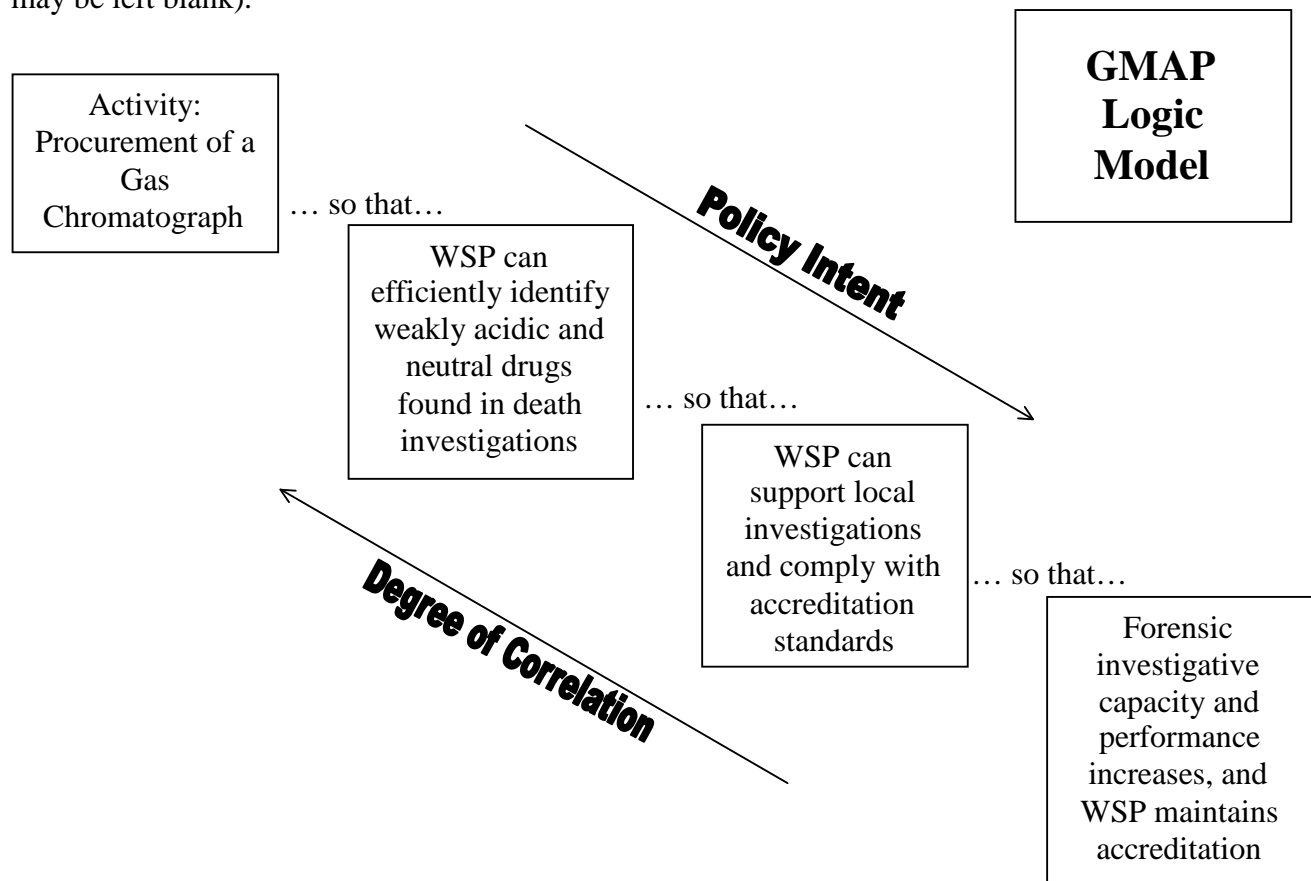 may be left blank).
GMAP
Logic
Model
Activity:
Procurement of a
Gas
Chromatograph
… so that…
Policy Intent
WSP can
efficiently identify
weakly acidic and
neutral drugs
found in death
investigations
… so that…
WSP can
support local
investigations
and comply with
accreditation
standards
Degree of Correlation
… so that…
Forensic
investigative
capacity and
performance
increases, and
WSP maintains
accreditation